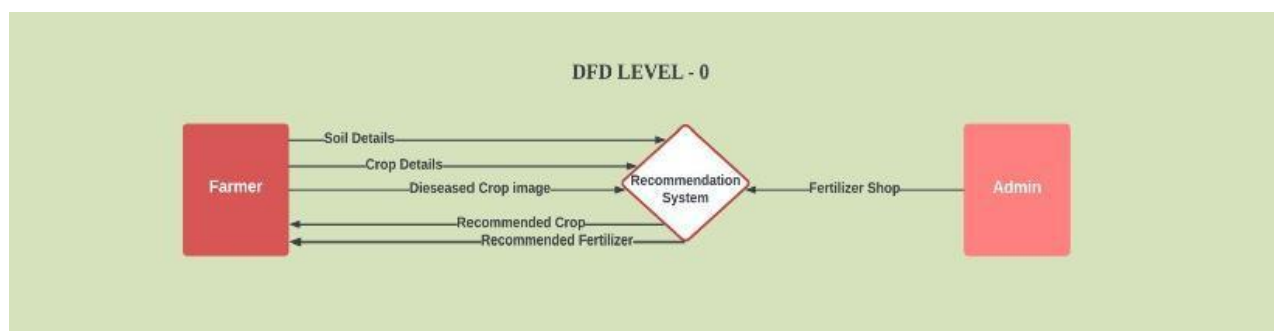 DFD LEVEL - 0
Soil Details
Crop Details
Farmer
Dieseased Crop image
Recommendation
System
Fertilizer Shop
Admin
Recommended Crop
Recommended Fertilizer